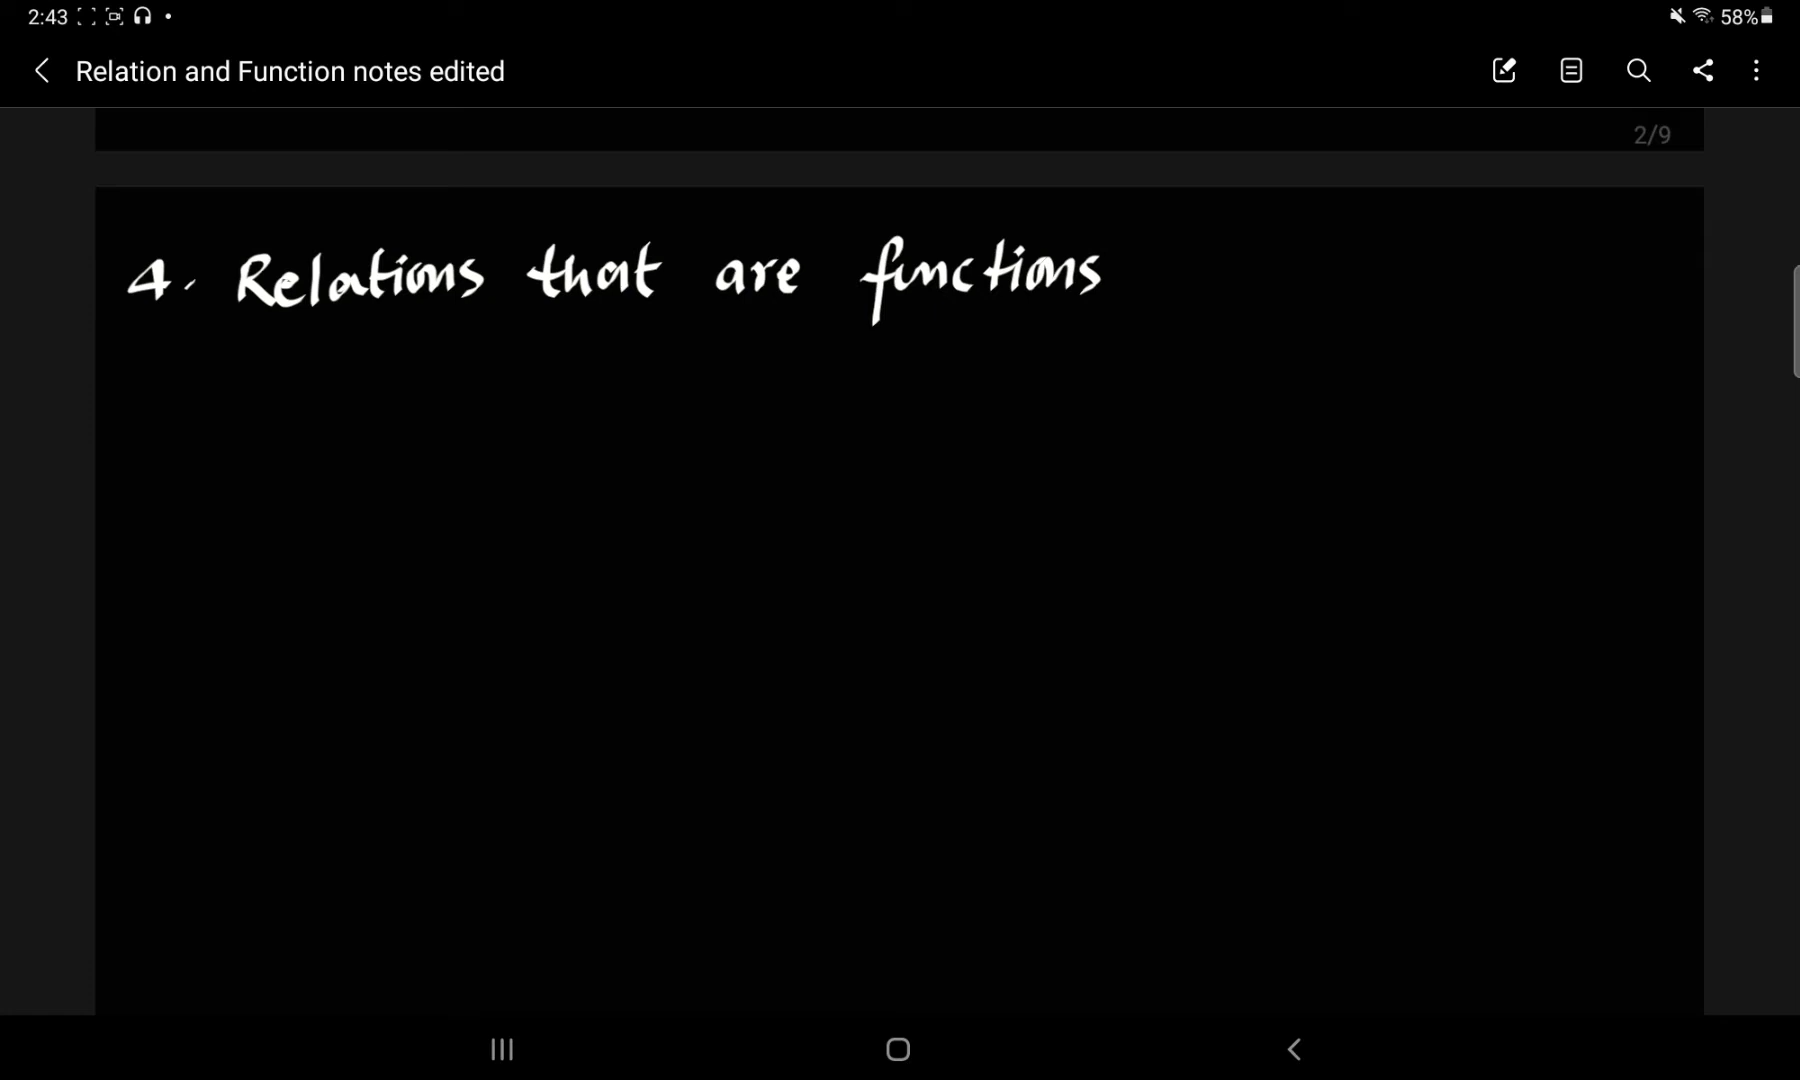 2:43 58%
Relation and Function notes edited
2/9
4. Relations that are functions